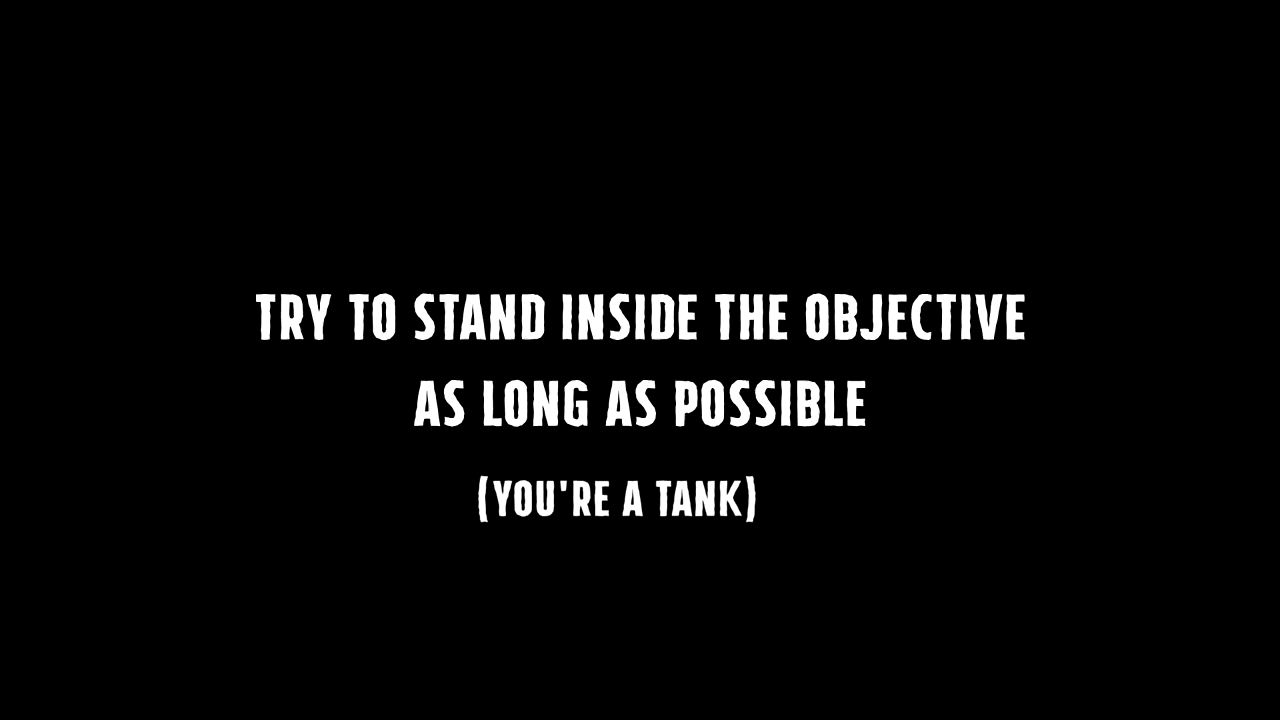 TRY TO STAND INSIDE THE OBJECTIVE
AS LONG AS POSSIBLE
(YOU'RE A TANK)